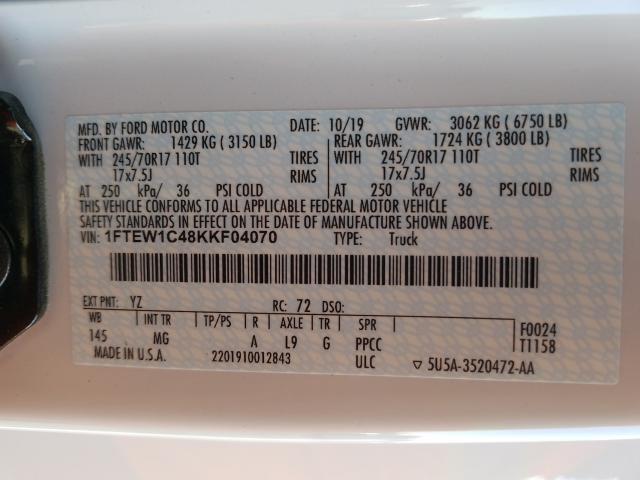 MFD. BY FORD MOTOR CO. DATE: 10/19 GVWR: 3062 KG ( 6750 LB)
FRONT GAWR: 1429 KG ( 3150 LB) REAR GAWR: 1724 KG ( 3800 LB)
WITH 245/70R17 110T TIRES WITH 245/70R17 110T TIRES
17x7.5J RIMS 17x7.5J RIMS
AT 250 kPa/ 36 PSI COLD AT 250 kPa/ 36 PSI COLD
THIS VEHICLE CONFORMS TO ALL APPLICABLE FEDERAL MOTOR VEHICLE
SAFETY STANDARDS IN EFFECT ON THE DATE OF MANUFACTURE SHOWN ABOVE.
VIN: 1FTEW1C48KKF04070 TYPE: Truck
EXT PNT: YZ RC: 72 DSO:
WB INT TR TP/PS R AXLE TR SPR F0024
145 MG A L9 G PPCC T1158
MADE IN U.S.A. 2201910012843 ULC ▽ 5U5A-3520472-AA